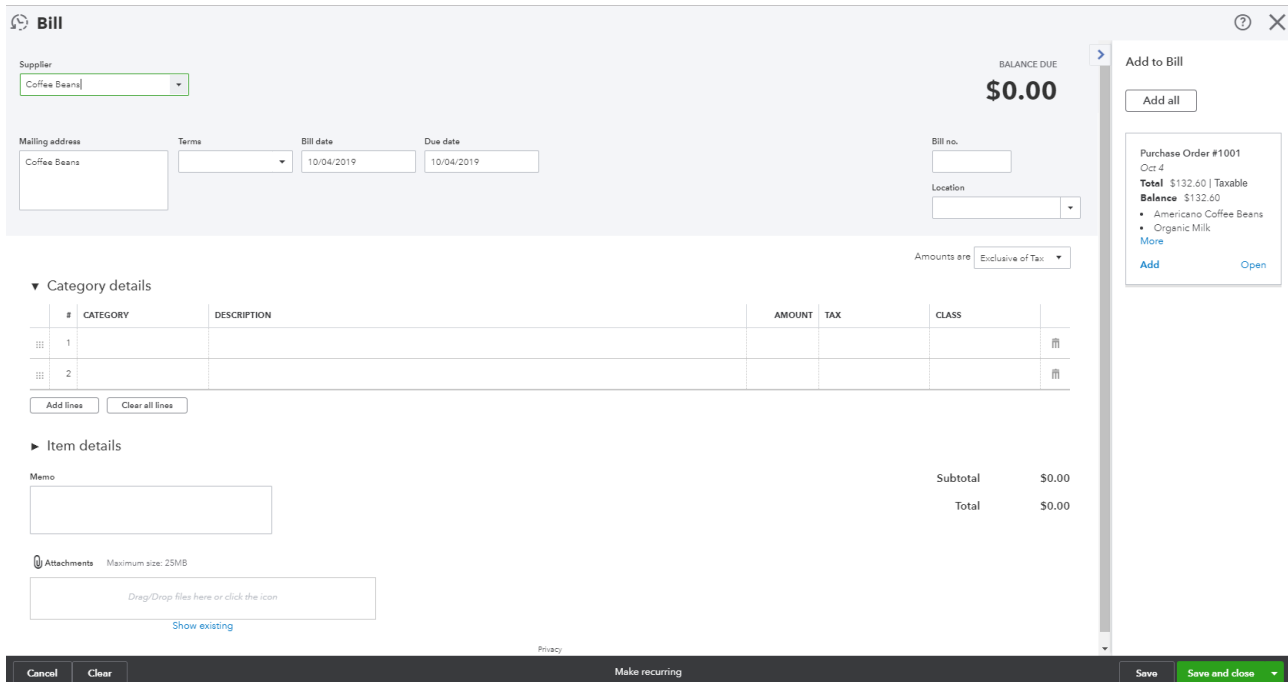 Bill
Supplier
Coffee Beans
BALANCE DUE
$0.00
Mailing address
Coffee Beans
Terms
Bill date
10/04/2019
Due date
10/04/2019
Bill no.
Location
Amounts are Exclusive of Tax
Category details
# CATEGORY DESCRIPTION AMOUNT TAX CLASS
1
2
Add lines Clear all lines
Item details
Memo
Subtotal $0.00
Total $0.00
Attachments Maximum size: 25MB
Drag/Drop files here or click the icon
Show existing
Privacy
Cancel Clear Make recurring Save Save and close
Add to Bill
Add all
Purchase Order #1001
Oct 4
Total $132.60 | Taxable
Balance $132.60
• Americano Coffee Beans
• Organic Milk
More
Add Open